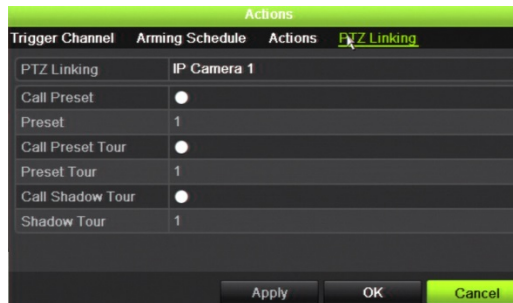 Actions
Trigger Channel Arming Schedule Actions PTZ Linking
PTZ Linking IP Camera 1
Call Preset
Preset 1
Call Preset Tour
Preset Tour 1
Call Shadow Tour
Shadow Tour 1
Apply OK Cancel